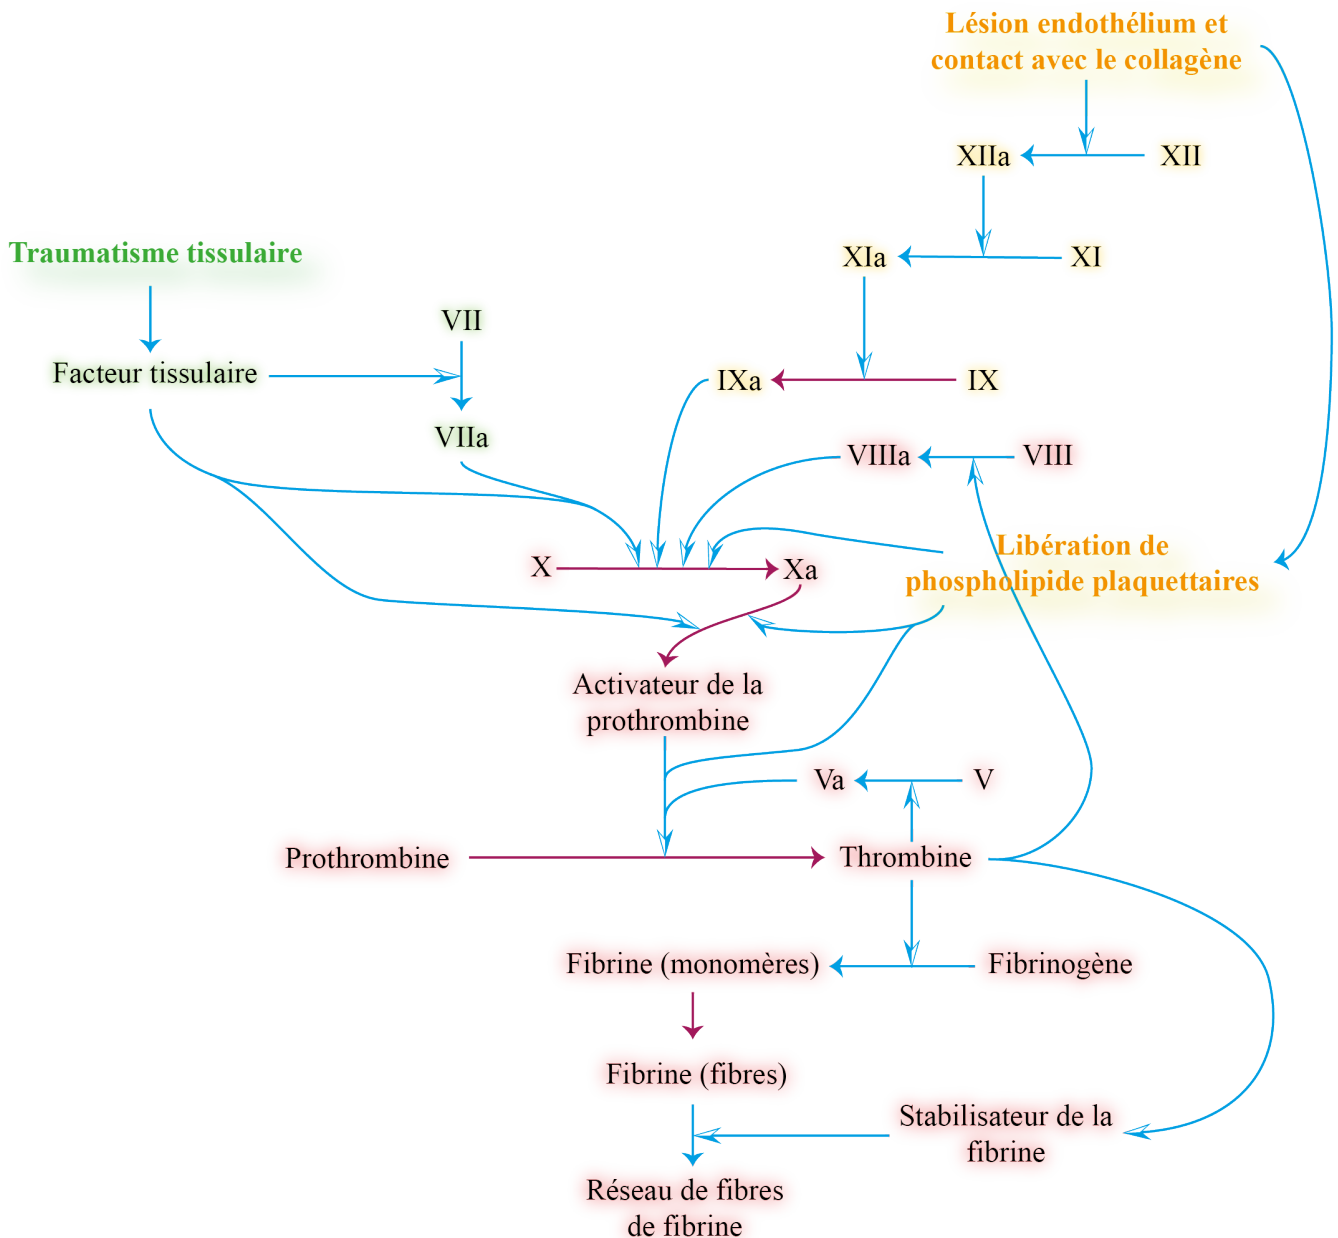 Lésion endothélium et
contact avec le collagène
XIIa
XII
Traumatisme tissulaire
XIa
XI
VII
Facteur tissulaire
IXa
IX
VIIa
VIIIa
VIII
Libération de
phospholipide plaquettaires
X
Xa
Activateur de la
prothrombine
Va
V
Prothrombine
Thrombine
Fibrine (monomères)
Fibrinogène
Fibrine (fibres)
Stabilisateur de la
fibrine
Réseau de fibres
de fibrine